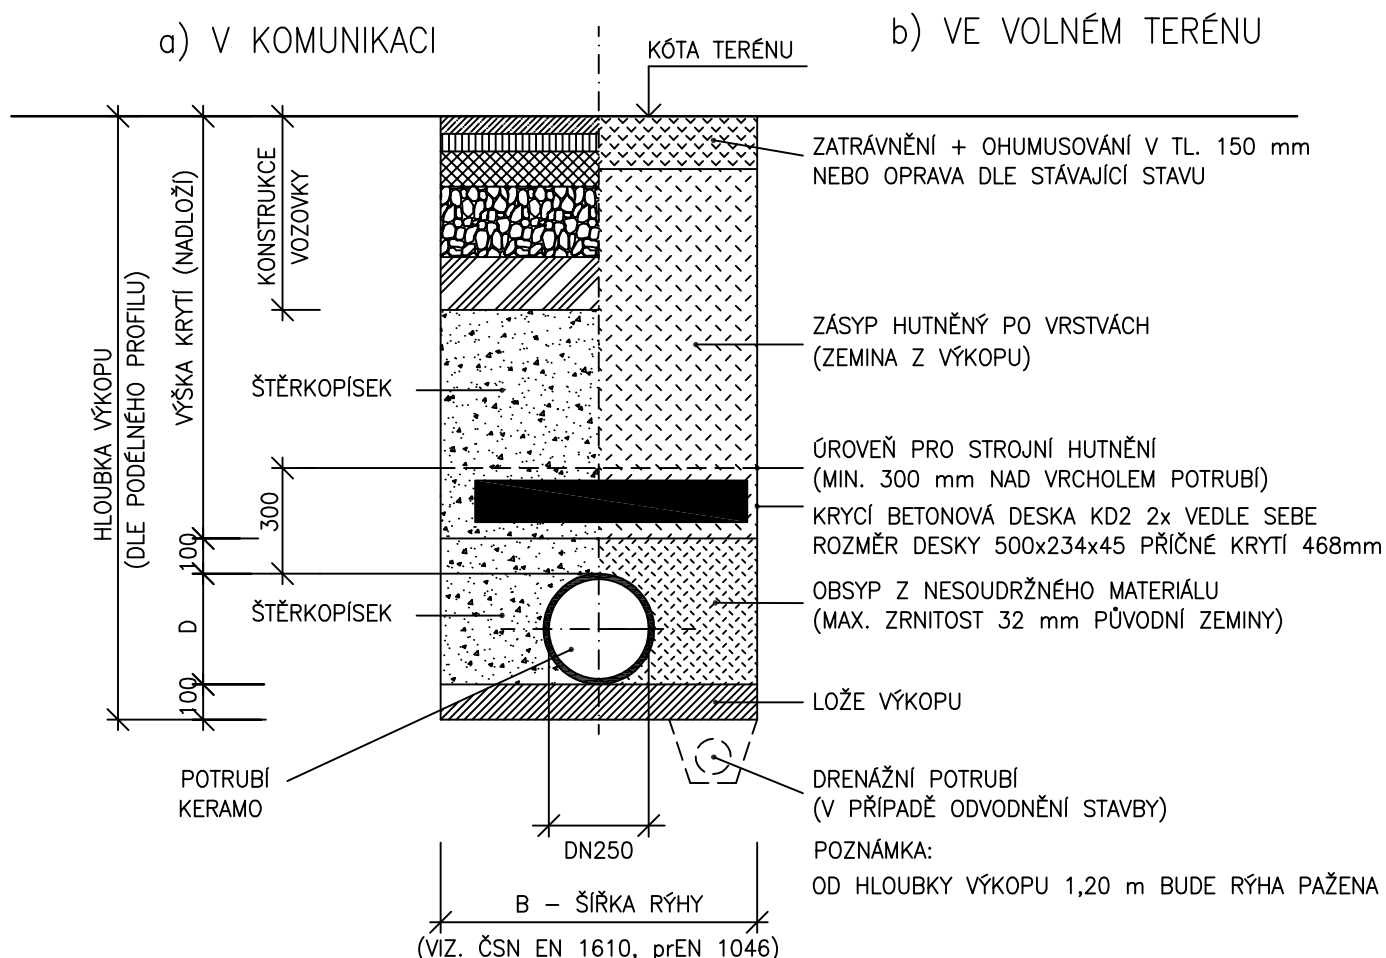 a) V KOMUNIKACI
b) VE VOLNÉM TERÉNU
KÓTA TERÉNU
ZATRÁVNĚNÍ + OHUMUSOVÁNÍ V TL. 150 mm
NEBO OPRAVA DLE STÁVAJÍCÍ STAVU
KONSTRUKCE
VOZOVKY
VÝŠKA KRYTÍ (NADLOŽÍ)
HLOUBKA VÝKOPU
(DLE PODÉLNÉHO PROFILU)
ZÁSYP HUTNĚNÝ PO VRSTVÁCH
(ZEMINA Z VÝKOPU)
ŠTĚRKOPÍSEK
ÚROVEŇ PRO STROJNÍ HUTNĚNÍ
(MIN. 300 mm NAD VRCHOLEM POTRUBÍ)
300
KRYCÍ BETONOVÁ DESKA KD2 2x VEDLE SEBE
ROZMĚR DESKY 500x234x45 PŘÍČNÉ KRYTÍ 468mm
100
OBSYP Z NESOUDRŽNÉHO MATERIÁLU
(MAX. ZRNITOST 32 mm PŮVODNÍ ZEMINY)
ŠTĚRKOPÍSEK
D
100
LOŽE VÝKOPU
POTRUBÍ
KERAMO
DRENÁŽNÍ POTRUBÍ
(V PŘÍPADĚ ODVODNĚNÍ STAVBY)
DN250
POZNÁMKA:
OD HLOUBKY VÝKOPU 1,20 m BUDE RÝHA PAŽENA
B – ŠÍŘKA RÝHY
(VIZ. ČSN EN 1610, prEN 1046)